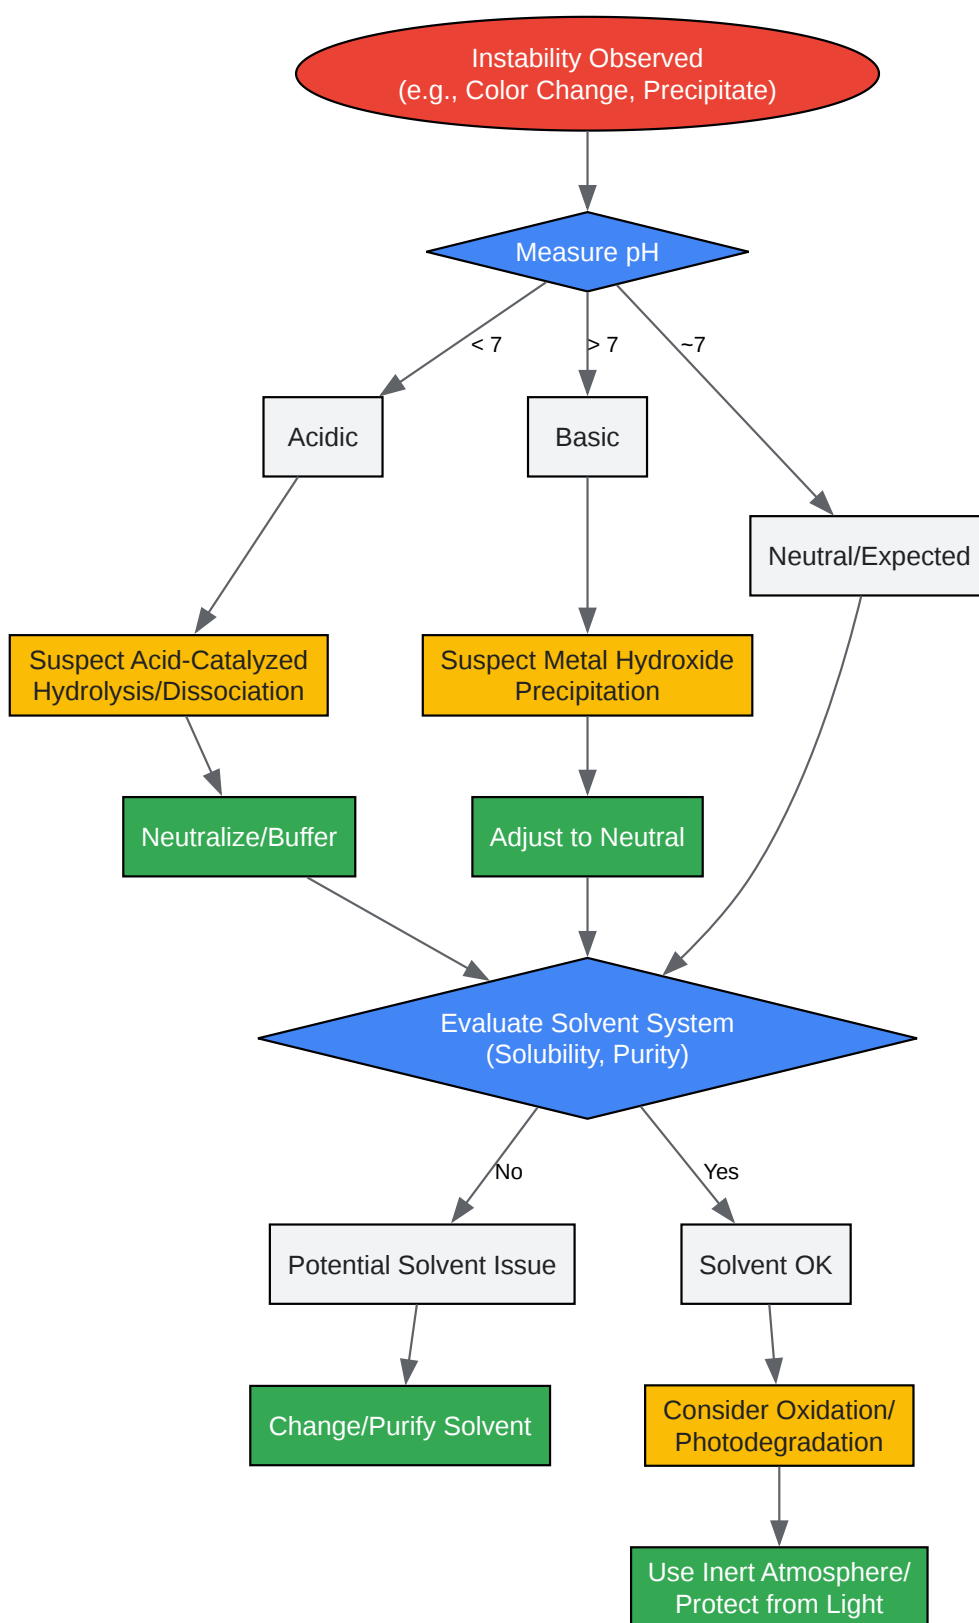 Instability Observed
(e.g., Color Change, Precipitate)
Measure pH
< 7
> 7
~7
Acidic
Basic
Neutral/Expected
Suspect Acid-Catalyzed
Hydrolysis/Dissociation
Suspect Metal Hydroxide
Precipitation
Neutralize/Buffer
Adjust to Neutral
Evaluate Solvent System
(Solubility, Purity)
No
Yes
Potential Solvent Issue
Solvent OK
Change/Purify Solvent
Consider Oxidation/
Photodegradation
Use Inert Atmosphere/
Protect from Light